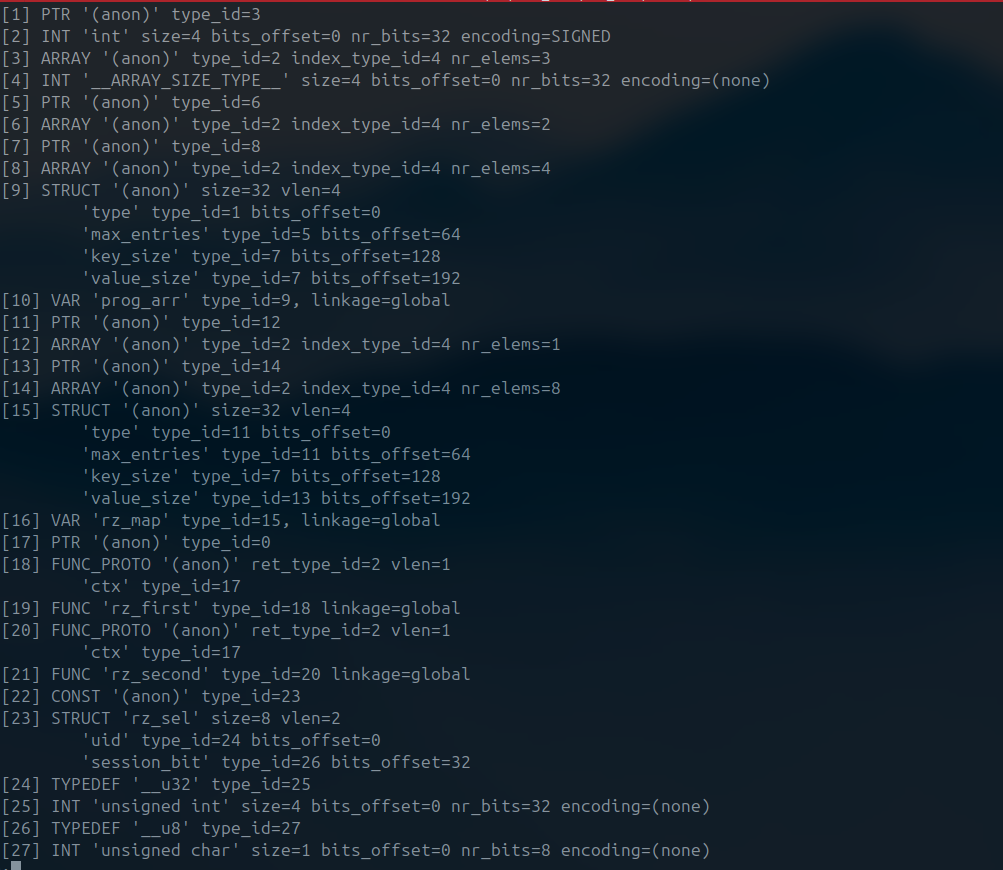 [1] PTR '(anon)' type_id=3
[2] INT 'int' size=4 bits_offset=0 nr_bits=32 encoding=SIGNED
[3] ARRAY '(anon)' type_id=2 index_type_id=4 nr_elems=3
[4] INT '__ARRAY_SIZE_TYPE__' size=4 bits_offset=0 nr_bits=32 encoding=(none)
[5] PTR '(anon)' type_id=6
[6] ARRAY '(anon)' type_id=2 index_type_id=4 nr_elems=2
[7] PTR '(anon)' type_id=8
[8] ARRAY '(anon)' type_id=2 index_type_id=4 nr_elems=4
[9] STRUCT '(anon)' size=32 vlen=4
        'type' type_id=1 bits_offset=0
        'max_entries' type_id=5 bits_offset=64
        'key_size' type_id=7 bits_offset=128
        'value_size' type_id=7 bits_offset=192
[10] VAR 'prog_arr' type_id=9, linkage=global
[11] PTR '(anon)' type_id=12
[12] ARRAY '(anon)' type_id=2 index_type_id=4 nr_elems=1
[13] PTR '(anon)' type_id=14
[14] ARRAY '(anon)' type_id=2 index_type_id=4 nr_elems=8
[15] STRUCT '(anon)' size=32 vlen=4
        'type' type_id=11 bits_offset=0
        'max_entries' type_id=11 bits_offset=64
        'key_size' type_id=7 bits_offset=128
        'value_size' type_id=13 bits_offset=192
[16] VAR 'rz_map' type_id=15, linkage=global
[17] PTR '(anon)' type_id=0
[18] FUNC_PROTO '(anon)' ret_type_id=2 vlen=1
        'ctx' type_id=17
[19] FUNC 'rz_first' type_id=18 linkage=global
[20] FUNC_PROTO '(anon)' ret_type_id=2 vlen=1
        'ctx' type_id=17
[21] FUNC 'rz_second' type_id=20 linkage=global
[22] CONST '(anon)' type_id=23
[23] STRUCT 'rz_sel' size=8 vlen=2
        'uid' type_id=24 bits_offset=0
        'session_bit' type_id=26 bits_offset=32
[24] TYPEDEF '__u32' type_id=25
[25] INT 'unsigned int' size=4 bits_offset=0 nr_bits=32 encoding=(none)
[26] TYPEDEF '__u8' type_id=27
[27] INT 'unsigned char' size=1 bits_offset=0 nr_bits=8 encoding=(none)
: